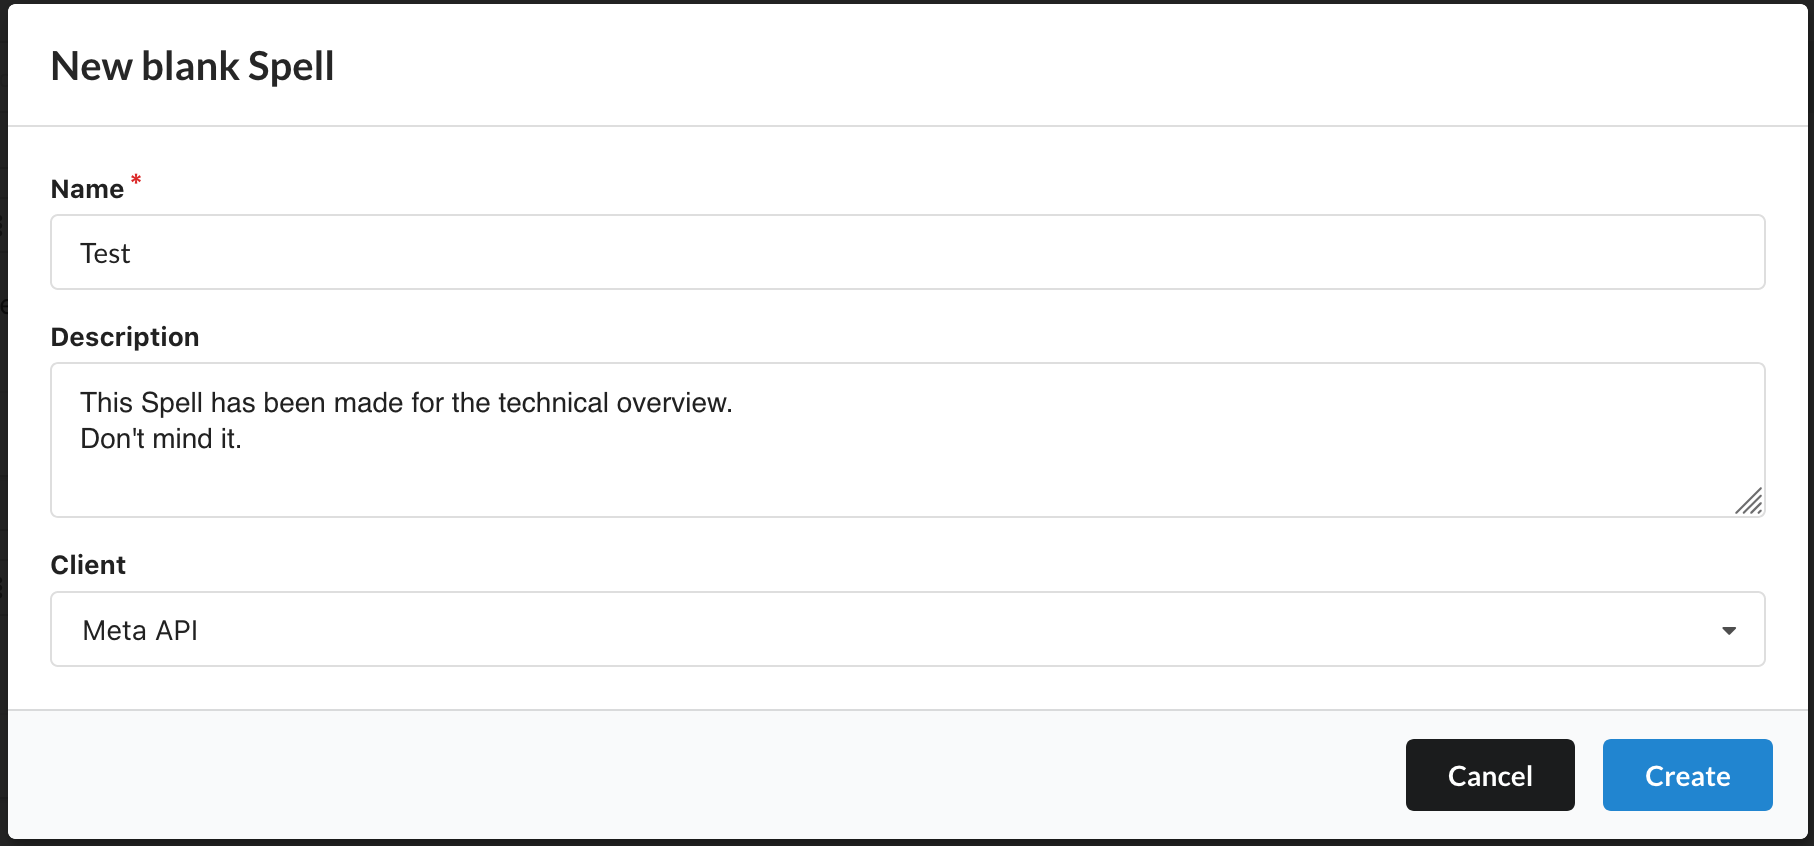 New blank Spell
Name *
Test
Description
This Spell has been made for the technical overview.
Don't mind it.
Client
Meta API
Cancel
Create